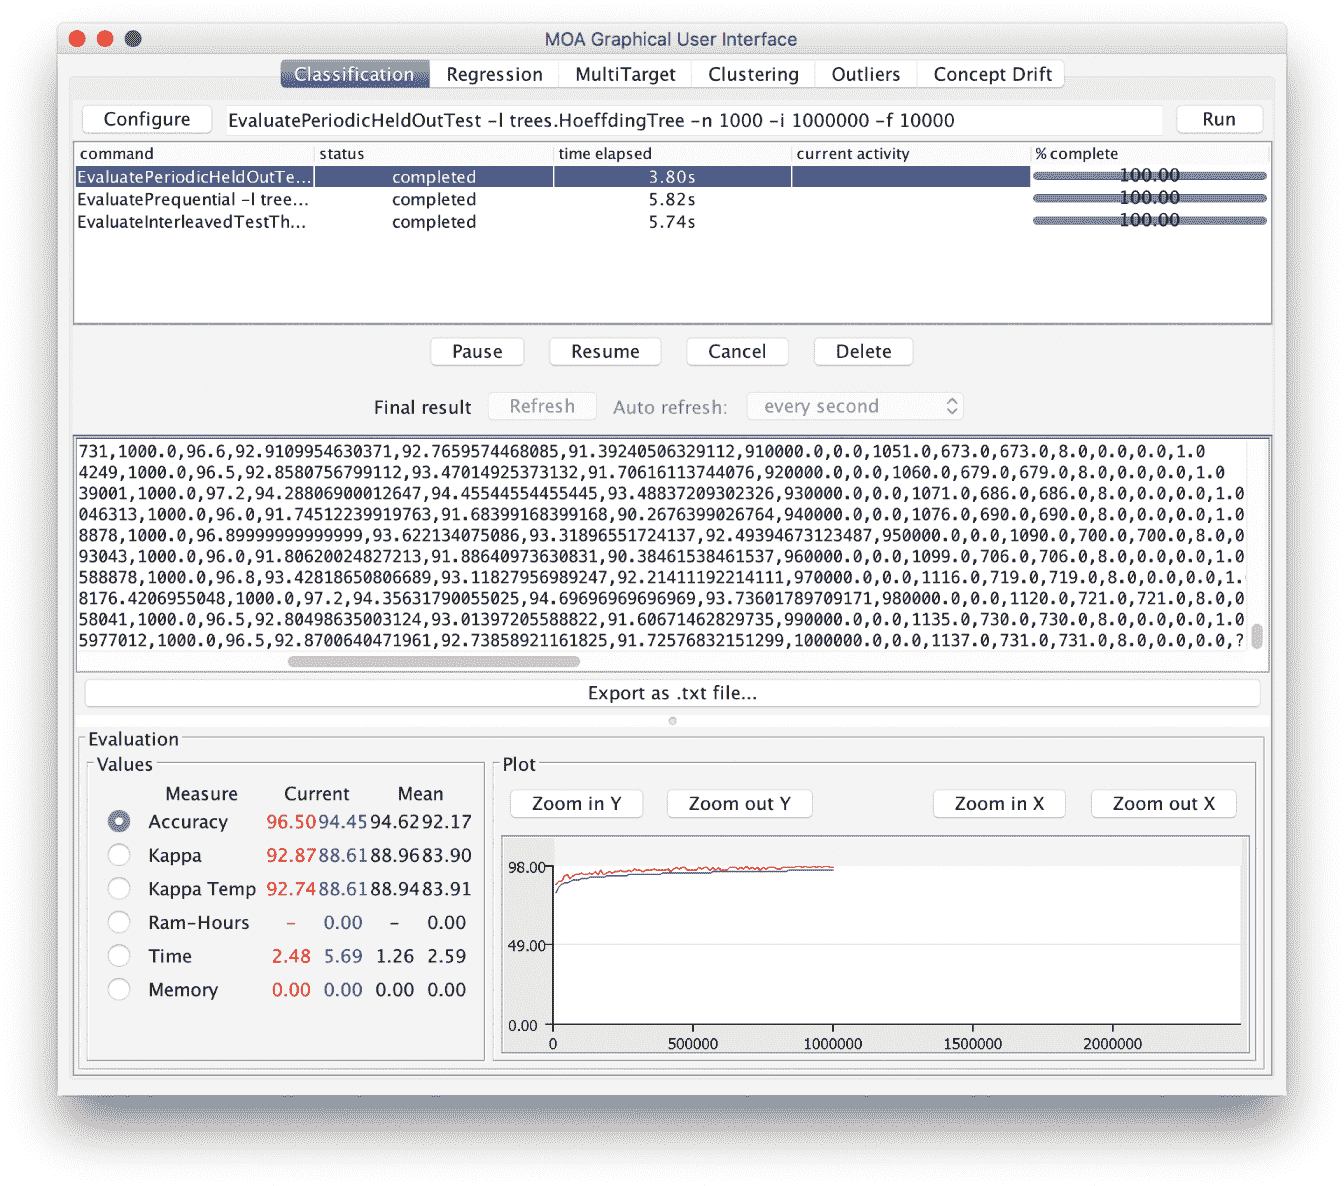 MOA Graphical User Interface
Classification Regression MultiTarget Clustering Outliers Concept Drift
Configure EvaluatePeriodicHeldOutTest -l trees.HoeffdingTree -n 1000 -i 1000000 -f 10000 Run
command status time elapsed current activity % complete
EvaluatePeriodicHeldOutTe... completed 3.80s 100.00
EvaluatePrequential -l tree... completed 5.82s 100.00
EvaluateInterleavedTestTh... completed 5.74s 100.00
Pause Resume Cancel Delete
Final result Refresh Auto refresh: every second
731,1000.0,96.6,92.9109954630371,92.7659574468085,91.39240506329112,910000.0,0.0,1051.0,673.0,673.0,8.0,0.0,0.0,1.0
4249,1000.0,96.5,92.8580756799112,93.47014925373132,91.70616113744076,920000.0,0.0,1060.0,679.0,679.0,8.0,0.0,0.0,1.0
39001,1000.0,97.2,94.28806900012647,94.45544554455445,93.48837209302326,930000.0,0.0,1071.0,686.0,686.0,8.0,0.0,0.0,1.0
046313,1000.0,96.0,91.74512239919763,91.68399168399168,90.2676399026764,940000.0,0.0,1076.0,690.0,690.0,8.0,0.0,0.0,1.0
8878,1000.0,96.89999999999999,93.622134075086,93.31896551724137,92.49394673123487,950000.0,0.0,1090.0,700.0,700.0,8.0,0
93043,1000.0,96.0,91.80620024827213,91.88640973630831,90.38461538461537,960000.0,0.0,1099.0,706.0,706.0,8.0,0.0,0.0,1.0
588878,1000.0,96.8,93.42818650806689,93.11827956989247,92.21411192214111,970000.0,0.0,1116.0,719.0,719.0,8.0,0.0,0.0,1.
8176.4206955048,1000.0,97.2,94.35631790055025,94.69696969696969,93.73601789709171,980000.0,0.0,1120.0,721.0,721.0,8.0,0
058041,1000.0,96.5,92.80498635003124,93.01397205588822,91.60671462829735,990000.0,0.0,1135.0,730.0,730.0,8.0,0.0,0.0,1.0
5977012,1000.0,96.5,92.8700640471961,92.73858921161825,91.72576832151299,1000000.0,0.0,1137.0,731.0,731.0,8.0,0.0,0.0,?
Export as .txt file...
Evaluation
Values
Measure Current Mean
Accuracy 96.50 94.45 94.62 92.17
Kappa 92.87 88.61 88.96 83.90
Kappa Temp 92.74 88.61 88.94 83.91
Ram-Hours - 0.00 - 0.00
Time 2.48 5.69 1.26 2.59
Memory 0.00 0.00 0.00 0.00
Plot
Zoom in Y Zoom out Y Zoom in X Zoom out X
98.00
49.00
0.00
0 500000 1000000 1500000 2000000